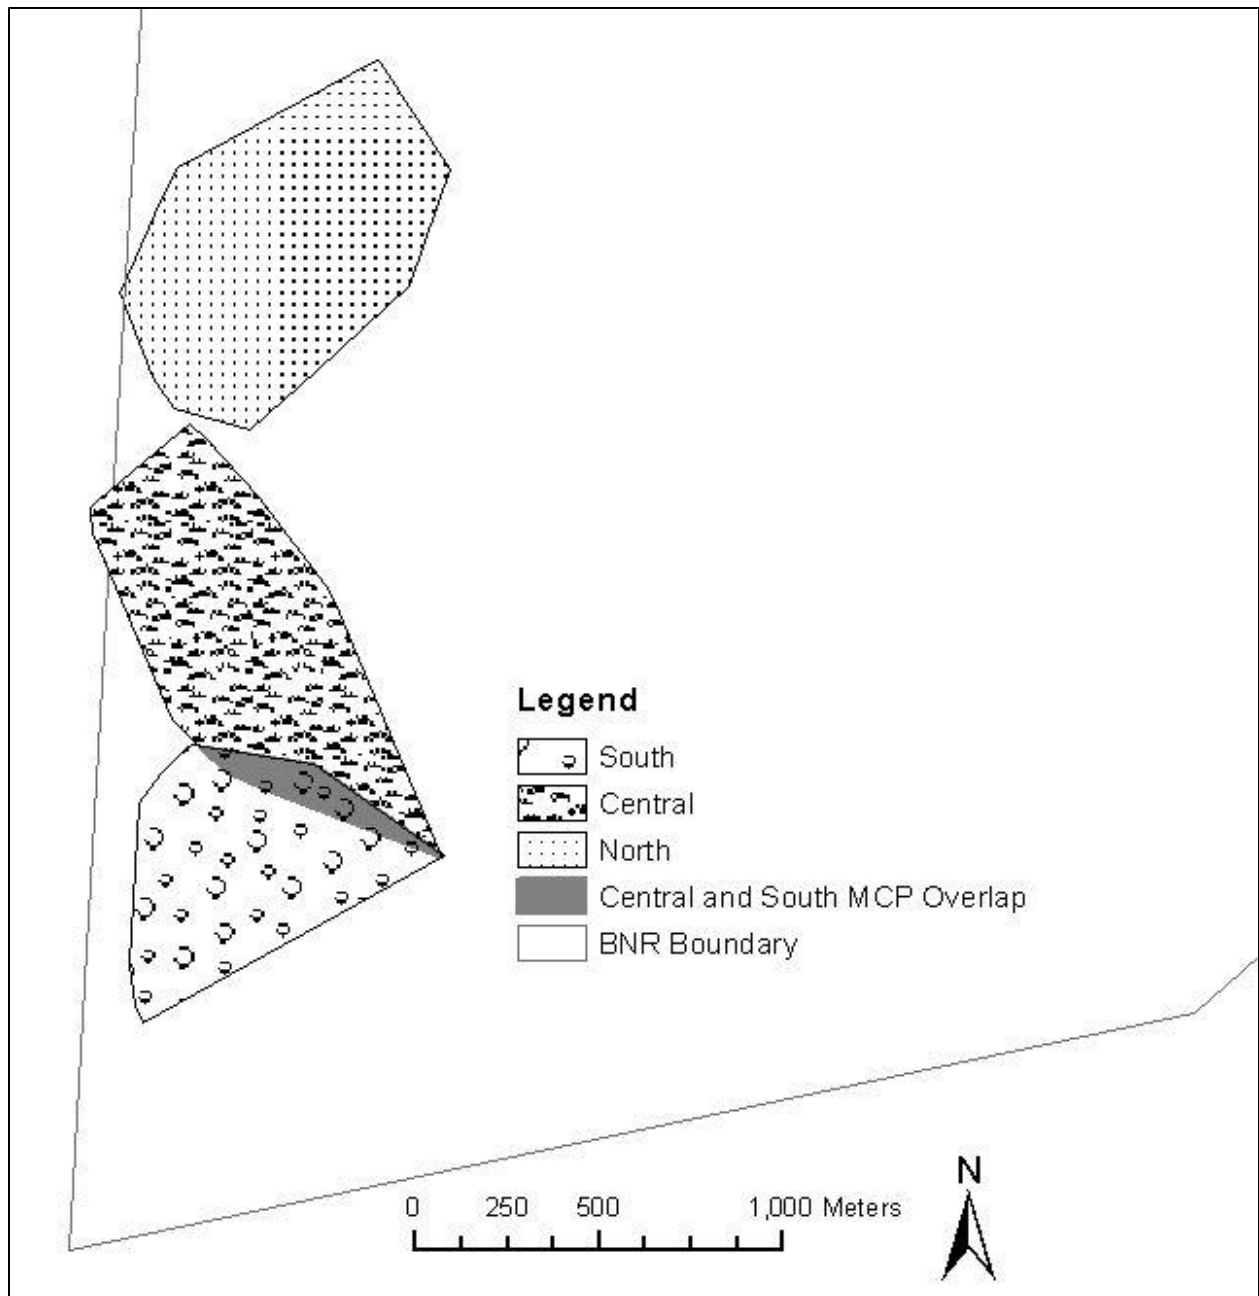 Legend
South
Central
North
Central and South MCP Overlap
BNR Boundary
N
0 250 500 1,000 Meters